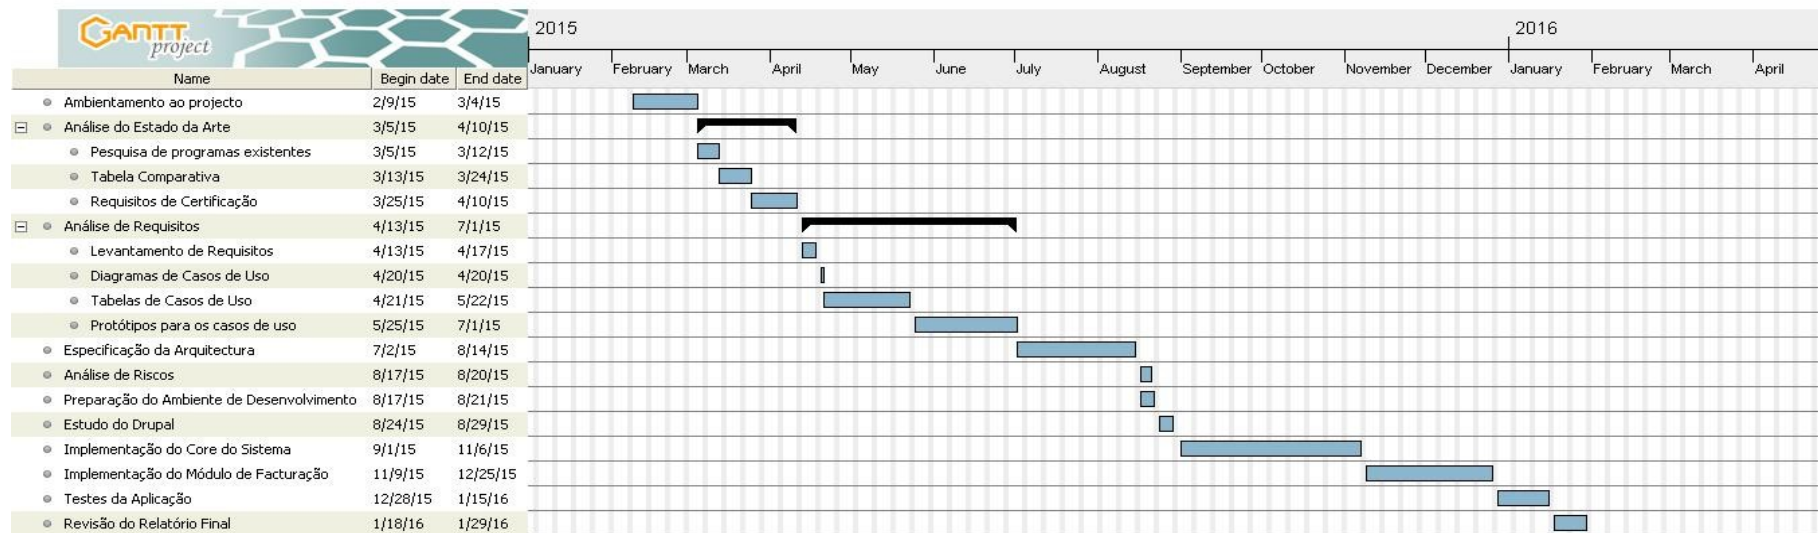 GANTT
project
2015 2016
January February March April May June July August September October November December January February March April
Name Begin date End date
Ambientamento ao projecto 2/9/15 3/4/15
Análise do Estado da Arte 3/5/15 4/10/15
Pesquisa de programas existentes 3/5/15 3/12/15
Tabela Comparativa 3/13/15 3/24/15
Requisitos de Certificação 3/25/15 4/10/15
Análise de Requisitos 4/13/15 7/1/15
Levantamento de Requisitos 4/13/15 4/17/15
Diagramas de Casos de Uso 4/20/15 4/20/15
Tabelas de Casos de Uso 4/21/15 5/22/15
Protótipos para os casos de uso 5/25/15 7/1/15
Especificação da Arquitectura 7/2/15 8/14/15
Análise de Riscos 8/17/15 8/20/15
Preparação do Ambiente de Desenvolvimento 8/17/15 8/21/15
Estudo do Drupal 8/24/15 8/29/15
Implementação do Core do Sistema 9/1/15 11/6/15
Implementação do Módulo de Facturação 11/9/15 12/25/15
Testes da Aplicação 12/28/15 1/15/16
Revisão do Relatório Final 1/18/16 1/29/16